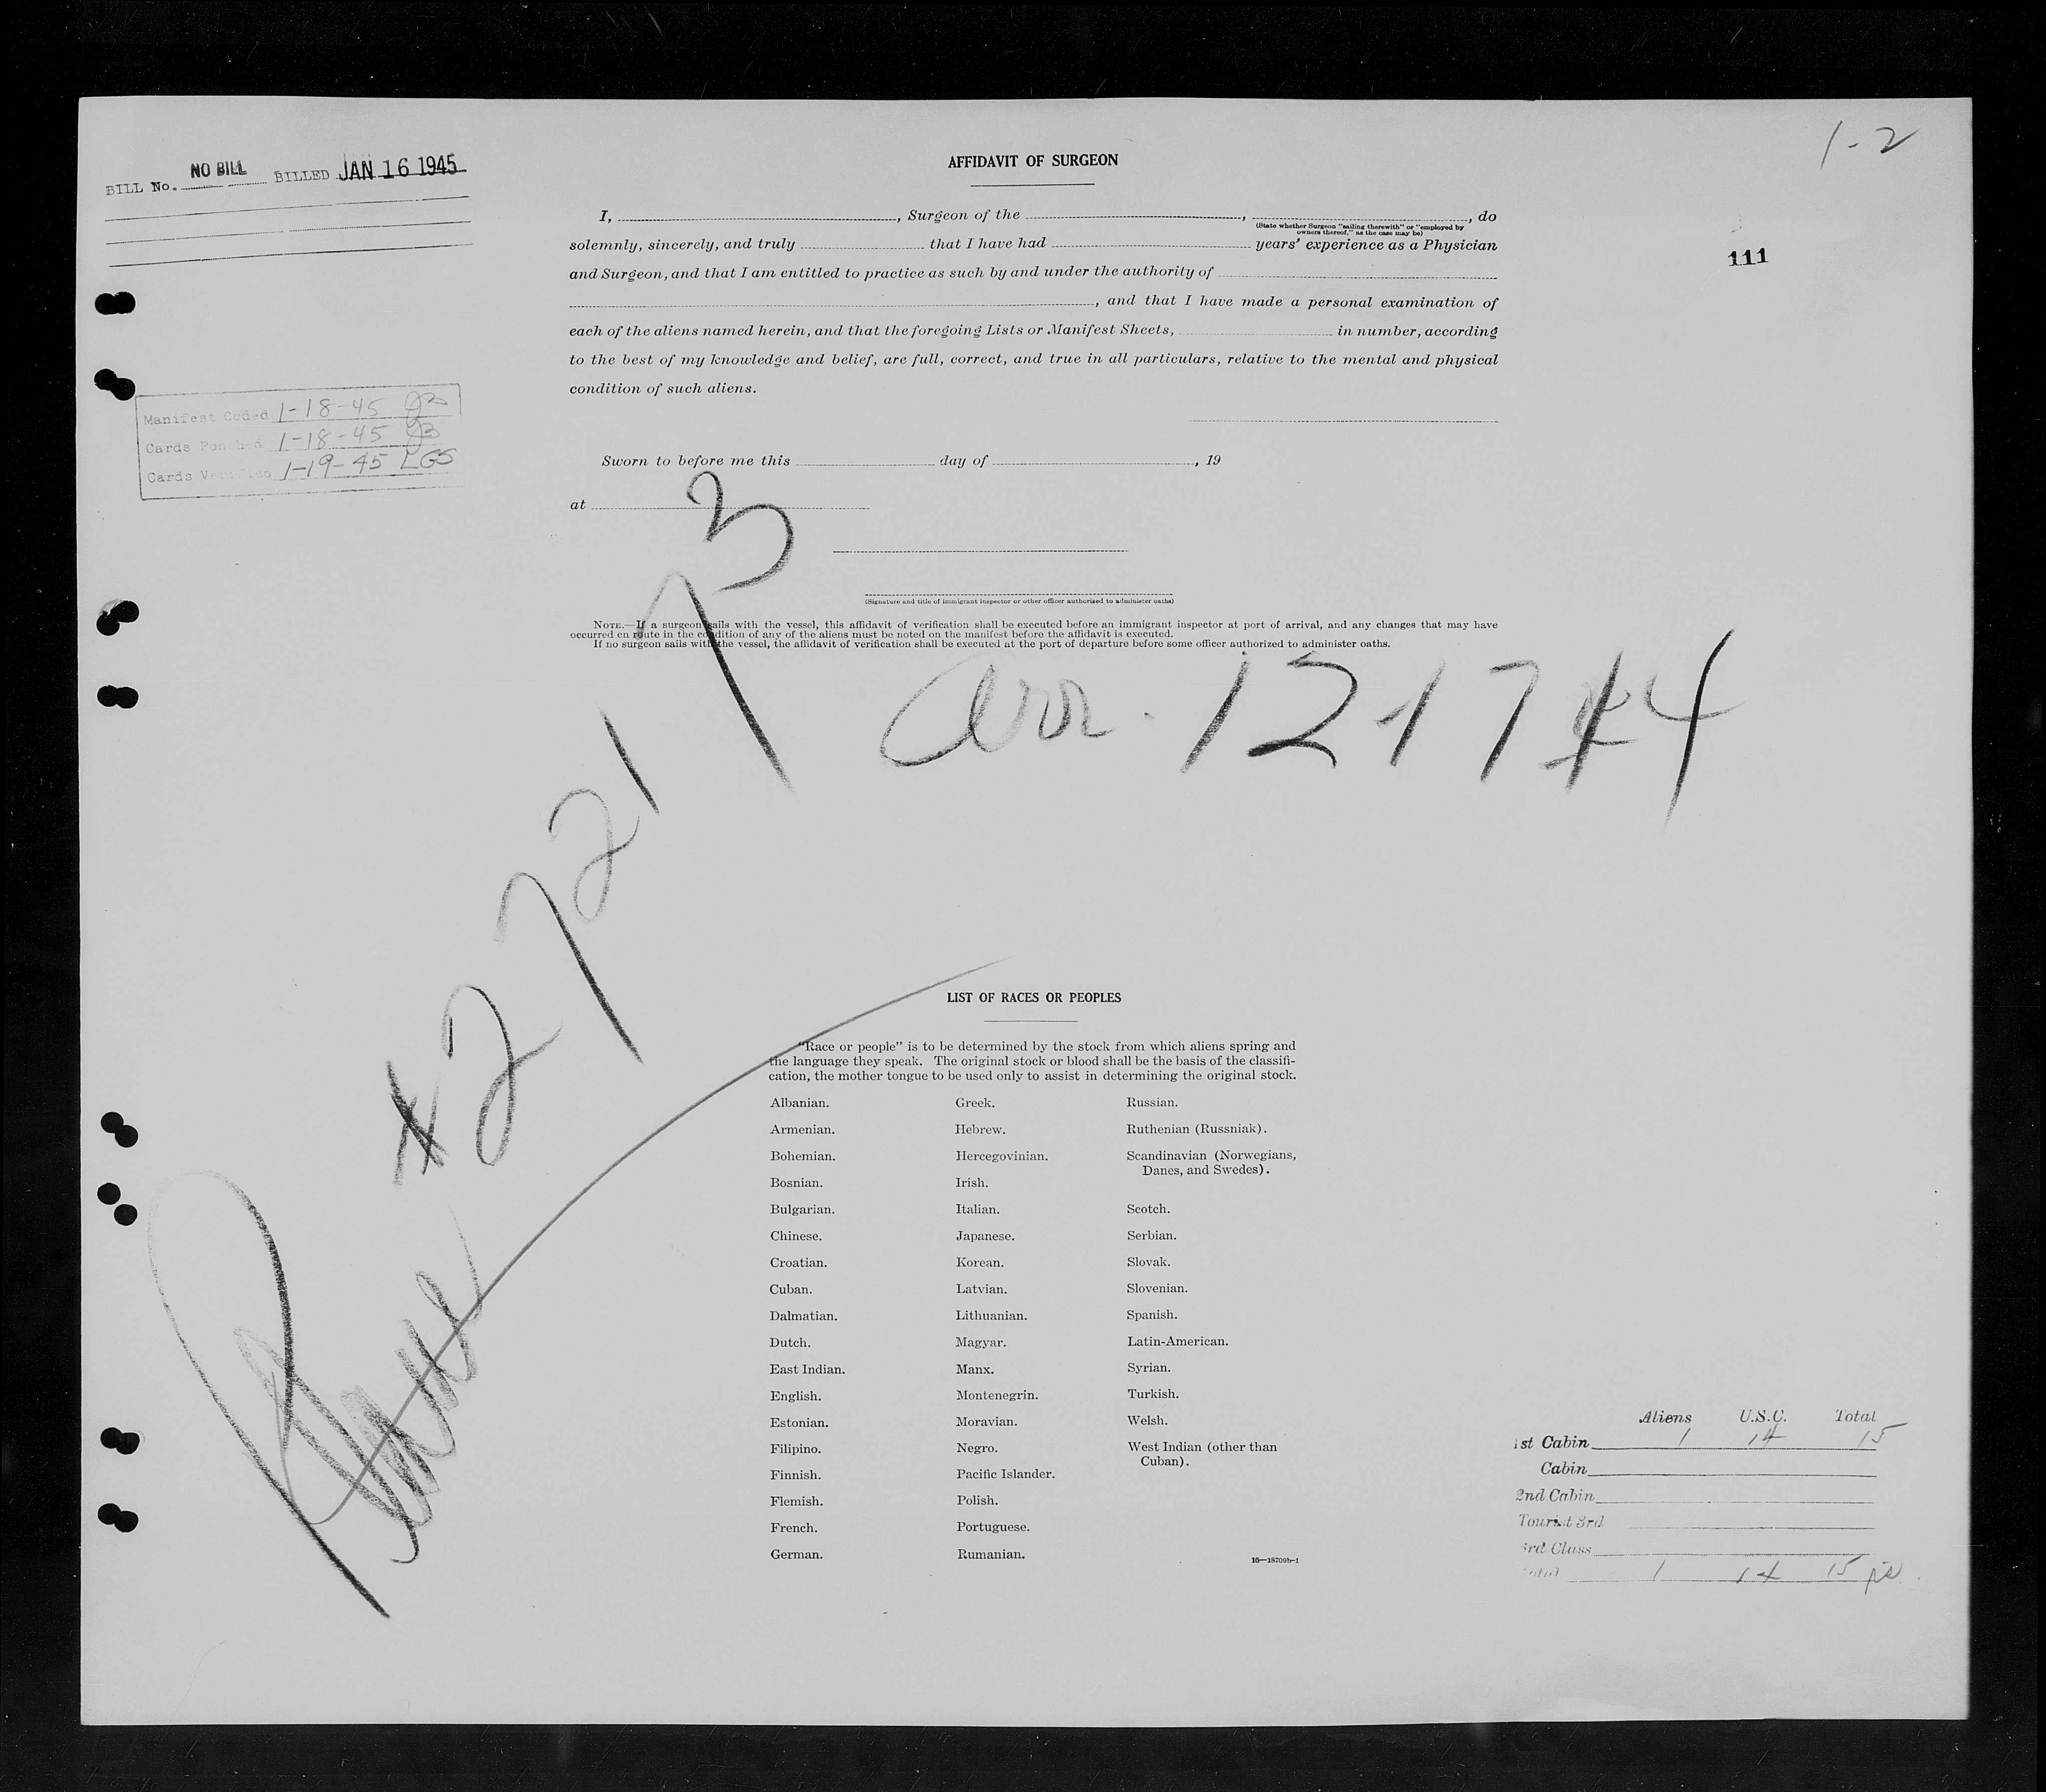 1-2
BILL No. NO BILL BILLED JAN 16 1945
111
AFFIDAVIT OF SURGEON
I, , Surgeon of the , , do
(State whether Surgeon "sailing therewith" or "employed by
owners thereof," as the case may be)
solemnly, sincerely, and truly that I have had years' experience as a Physician
and Surgeon, and that I am entitled to practice as such by and under the authority of
, and that I have made a personal examination of
each of the aliens named herein, and that the foregoing Lists or Manifest Sheets, in number, according
to the best of my knowledge and belief, are full, correct, and true in all particulars, relative to the mental and physical
condition of such aliens.
Manifest Coded 1-18-45
Cards Punched 1-18-45
Cards Verified 1-19-45 LGS
Sworn to before me this day of , 19
at
(Signature and title of immigrant inspector or other officer authorized to administer oaths)
NOTE.—If a surgeon sails with the vessel, this affidavit of verification shall be executed before an immigrant inspector at port of arrival, and any changes that may have
occurred en route in the condition of any of the aliens must be noted on the manifest before the affidavit is executed.
If no surgeon sails with the vessel, the affidavit of verification shall be executed at the port of departure before some officer authorized to administer oaths.
Arr. 12-17-44
Plane #272173
LIST OF RACES OR PEOPLES
"Race or people" is to be determined by the stock from which aliens spring and
the language they speak. The original stock or blood shall be the basis of the classifi-
cation, the mother tongue to be used only to assist in determining the original stock.
Albanian. Greek. Russian.
Armenian. Hebrew. Ruthenian (Russniak).
Bohemian. Hercegovinian. Scandinavian (Norwegians,
Danes, and Swedes).
Bosnian. Irish.
Bulgarian. Italian. Scotch.
Chinese. Japanese. Serbian.
Croatian. Korean. Slovak.
Cuban. Latvian. Slovenian.
Dalmatian. Lithuanian. Spanish.
Dutch. Magyar. Latin-American.
East Indian. Manx. Syrian.
English. Montenegrin. Turkish.
Estonian. Moravian. Welsh.
Filipino. Negro. West Indian (other than
Cuban).
Finnish. Pacific Islander.
Flemish. Polish.
French. Portuguese.
German. Rumanian.
16—18709b-1
Aliens U.S.C. Total
1st Cabin 1 14 15
Cabin
2nd Cabin
Tourist 3rd
3rd Class
Total 1 14 15